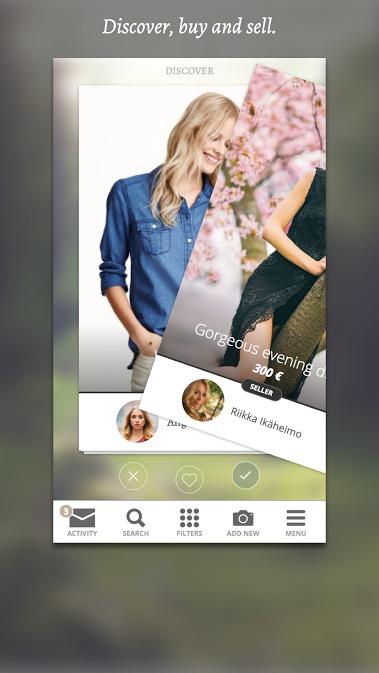 Discover, buy and sell.
DISCOVER
Gorgeous evening d
300 €
SELLER
Riikka Ikäheimo
Ang
3
ACTIVITY
SEARCH
FILTERS
ADD NEW
MENU